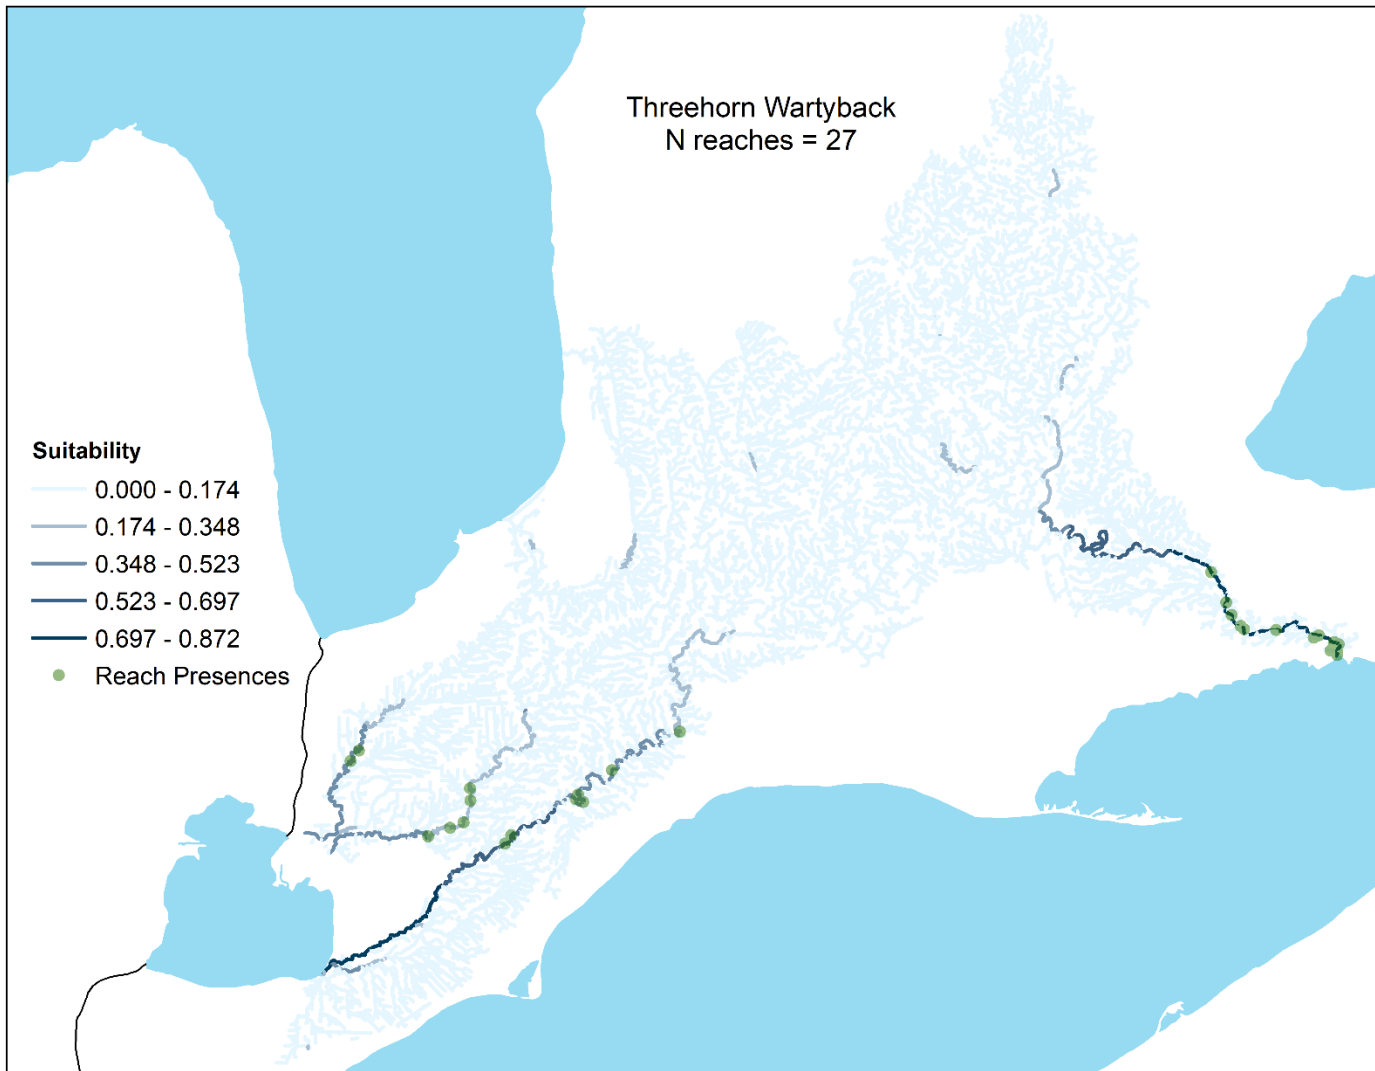 Threehorn Wartyback
N reaches = 27
Suitability
0.000 - 0.174
0.174 - 0.348
0.348 - 0.523
0.523 - 0.697
0.697 - 0.872
Reach Presences